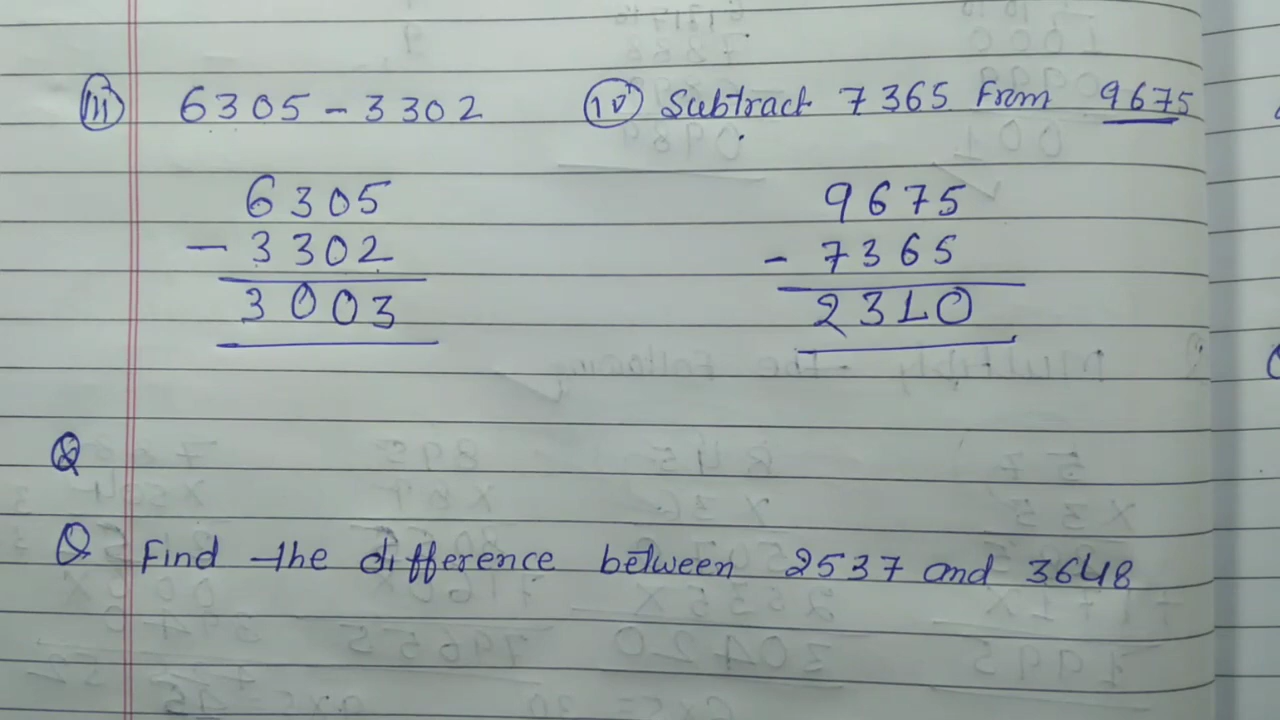 (iii) 6305 - 3302
6305
- 3302
3003
(iv) Subtract 7365 From 9675
9675
- 7365
2310
Q
Q Find the difference between 2537 and 3648